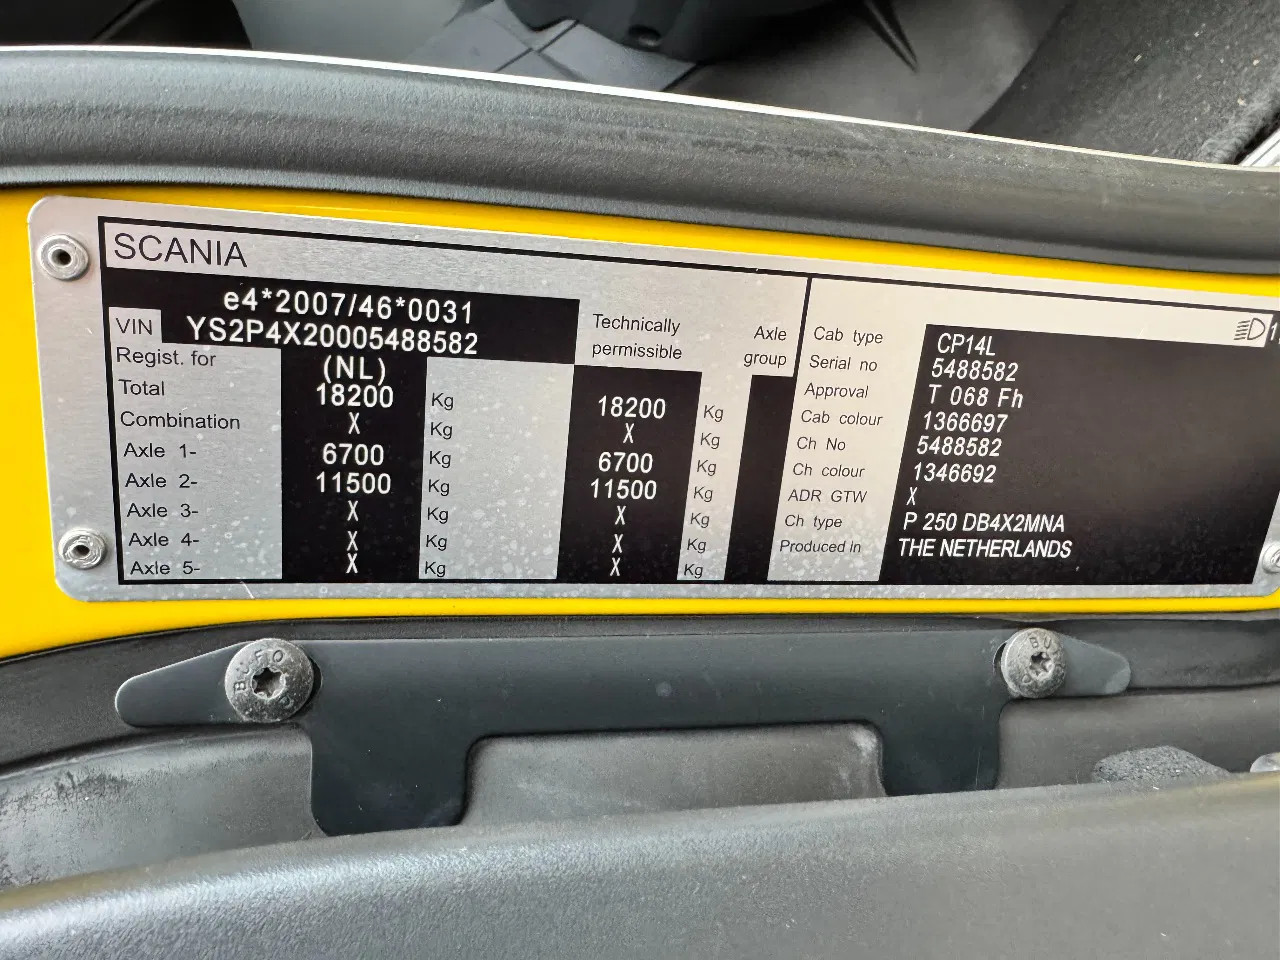 SCANIA
e4*2007/46*0031
VIN YS2P4X20005488582
Regist. for (NL)
Technically permissible
Axle group
Total 18200 Kg 18200 Kg
Combination X Kg X Kg
Axle 1- 6700 Kg 6700 Kg
Axle 2- 11500 Kg 11500 Kg
Axle 3- X Kg X Kg
Axle 4- X Kg X Kg
Axle 5- X Kg X Kg
Cab type CP14L
Serial no 5488582
Approval T 068 Fh
Cab colour 1366697
Ch No 5488582
Ch colour 1346692
ADR GTW X
Ch type P 250 DB4X2MNA
Produced in THE NETHERLANDS
BUFO